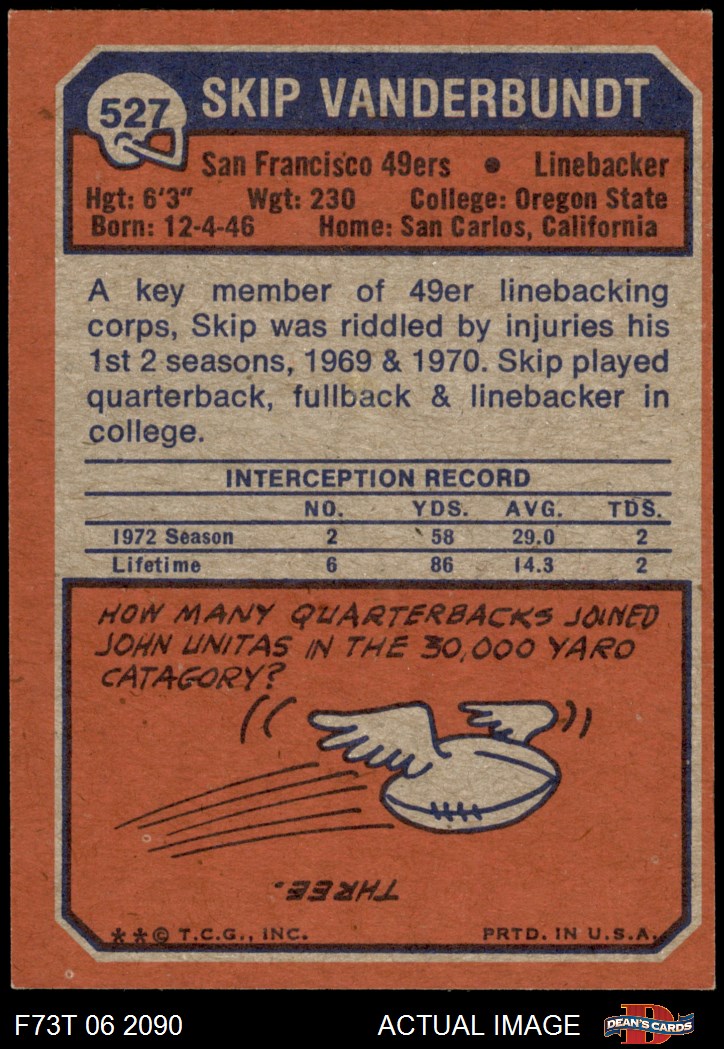 527
SKIP VANDERBUNDT
San Francisco 49ers • Linebacker
Hgt: 6'3" Wgt: 230 College: Oregon State
Born: 12-4-46 Home: San Carlos, California
A key member of 49er linebacking
corps, Skip was riddled by injuries his
1st 2 seasons, 1969 & 1970. Skip played
quarterback, fullback & linebacker in
college.
INTERCEPTION RECORD
NO. YDS. AVG. TDS.
1972 Season 2 58 29.0 2
Lifetime 6 86 14.3 2
HOW MANY QUARTERBACKS JOINED
JOHN UNITAS IN THE 30,000 YARD
CATAGORY?
THREE.
**© T.C.G., INC. PRTD. IN U.S.A.
F73T 06 2090 ACTUAL IMAGE
D
DEAN'S CARDS